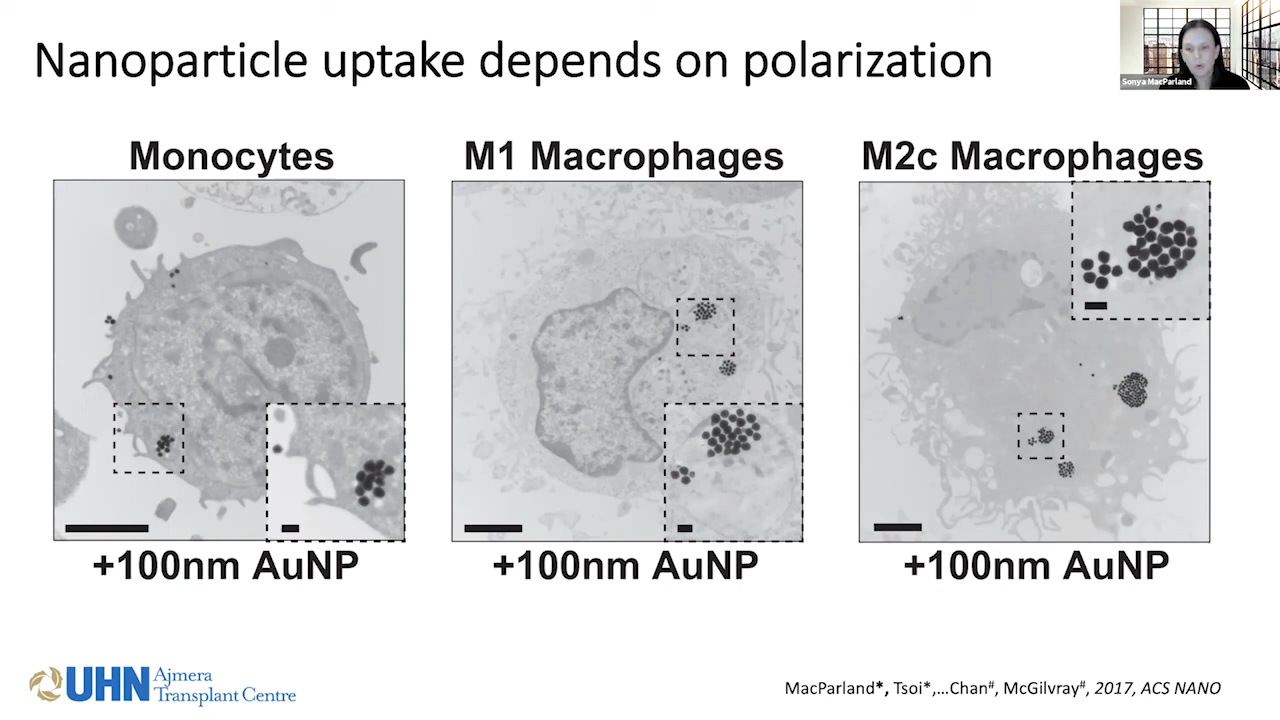 Nanoparticle uptake depends on polarization
Sonya MacParland
Monocytes
M1 Macrophages
M2c Macrophages
+100nm AuNP
+100nm AuNP
+100nm AuNP
UHN Ajmera
Transplant Centre
MacParland*, Tsoi*,...Chan#, McGilvray#, 2017, ACS NANO